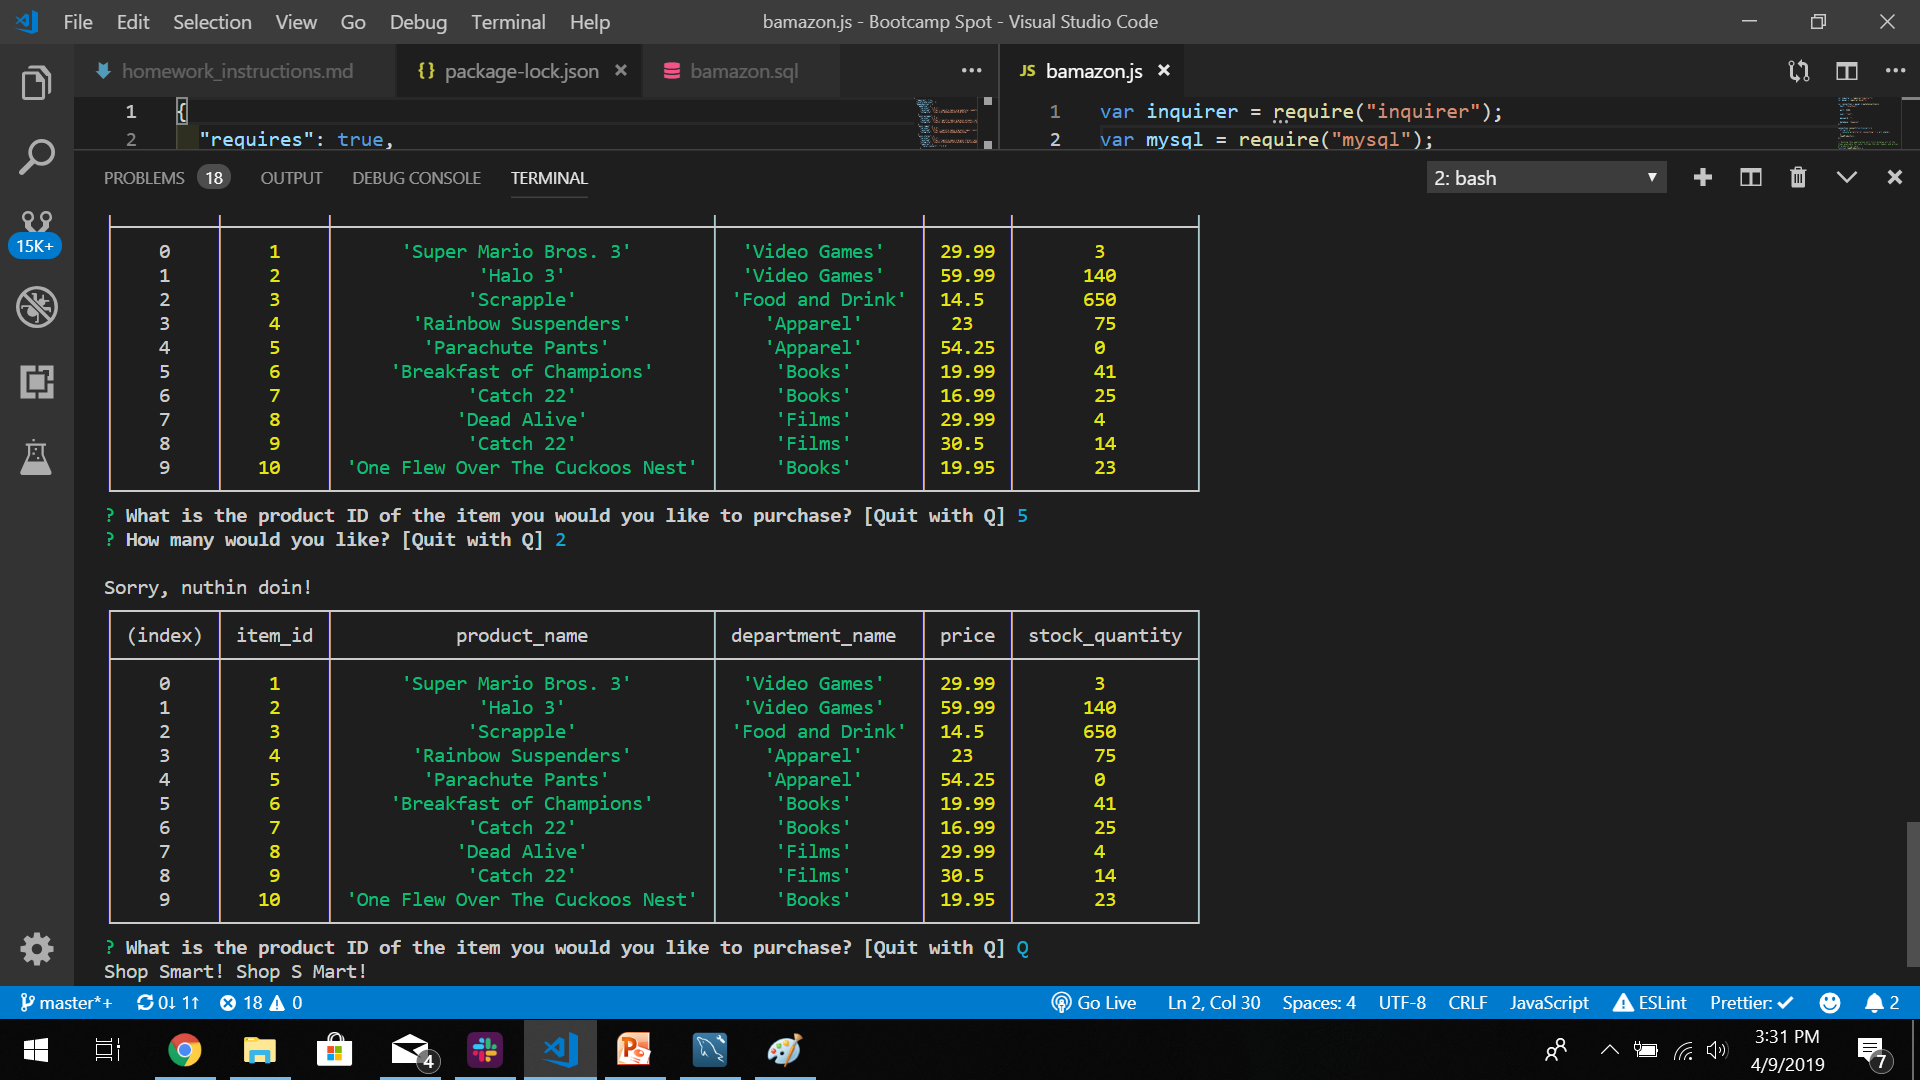 File Edit Selection View Go Debug Terminal Help bamazon.js - Bootcamp Spot - Visual Studio Code
homework_instructions.md {} package-lock.json bamazon.sql JS bamazon.js
1 {
2 "requires": true,
1 var inquirer = require("inquirer");
2 var mysql = require("mysql");
15K+
PROBLEMS 18 OUTPUT DEBUG CONSOLE TERMINAL 2: bash
0 1 'Super Mario Bros. 3' 'Video Games' 29.99 3
1 2 'Halo 3' 'Video Games' 59.99 140
2 3 'Scrapple' 'Food and Drink' 14.5 650
3 4 'Rainbow Suspenders' 'Apparel' 23 75
4 5 'Parachute Pants' 'Apparel' 54.25 0
5 6 'Breakfast of Champions' 'Books' 19.99 41
6 7 'Catch 22' 'Books' 16.99 25
7 8 'Dead Alive' 'Films' 29.99 4
8 9 'Catch 22' 'Films' 30.5 14
9 10 'One Flew Over The Cuckoos Nest' 'Books' 19.95 23
? What is the product ID of the item you would you like to purchase? [Quit with Q] 5
? How many would you like? [Quit with Q] 2
Sorry, nuthin doin!
(index) item_id product_name department_name price stock_quantity
0 1 'Super Mario Bros. 3' 'Video Games' 29.99 3
1 2 'Halo 3' 'Video Games' 59.99 140
2 3 'Scrapple' 'Food and Drink' 14.5 650
3 4 'Rainbow Suspenders' 'Apparel' 23 75
4 5 'Parachute Pants' 'Apparel' 54.25 0
5 6 'Breakfast of Champions' 'Books' 19.99 41
6 7 'Catch 22' 'Books' 16.99 25
7 8 'Dead Alive' 'Films' 29.99 4
8 9 'Catch 22' 'Films' 30.5 14
9 10 'One Flew Over The Cuckoos Nest' 'Books' 19.95 23
? What is the product ID of the item you would you like to purchase? [Quit with Q] Q
Shop Smart! Shop S Mart!
master*+ 0↓ 1↑ 18 0 Go Live Ln 2, Col 30 Spaces: 4 UTF-8 CRLF JavaScript ESLint Prettier: ✓ 2
4 3:31 PM
4/9/2019 7